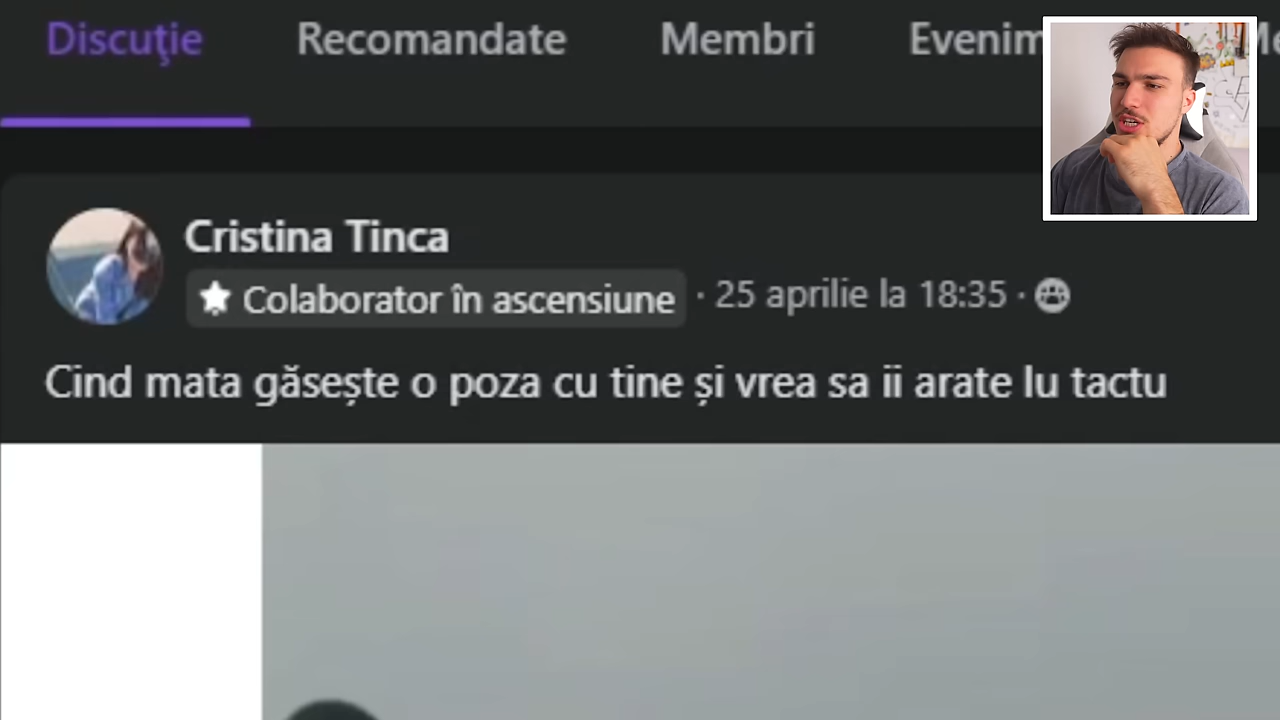 Discuţie Recomandate Membri Evenim
Cristina Tinca
Colaborator în ascensiune · 25 aprilie la 18:35 ·
Cind mata găsește o poza cu tine și vrea sa ii arate lu tactu